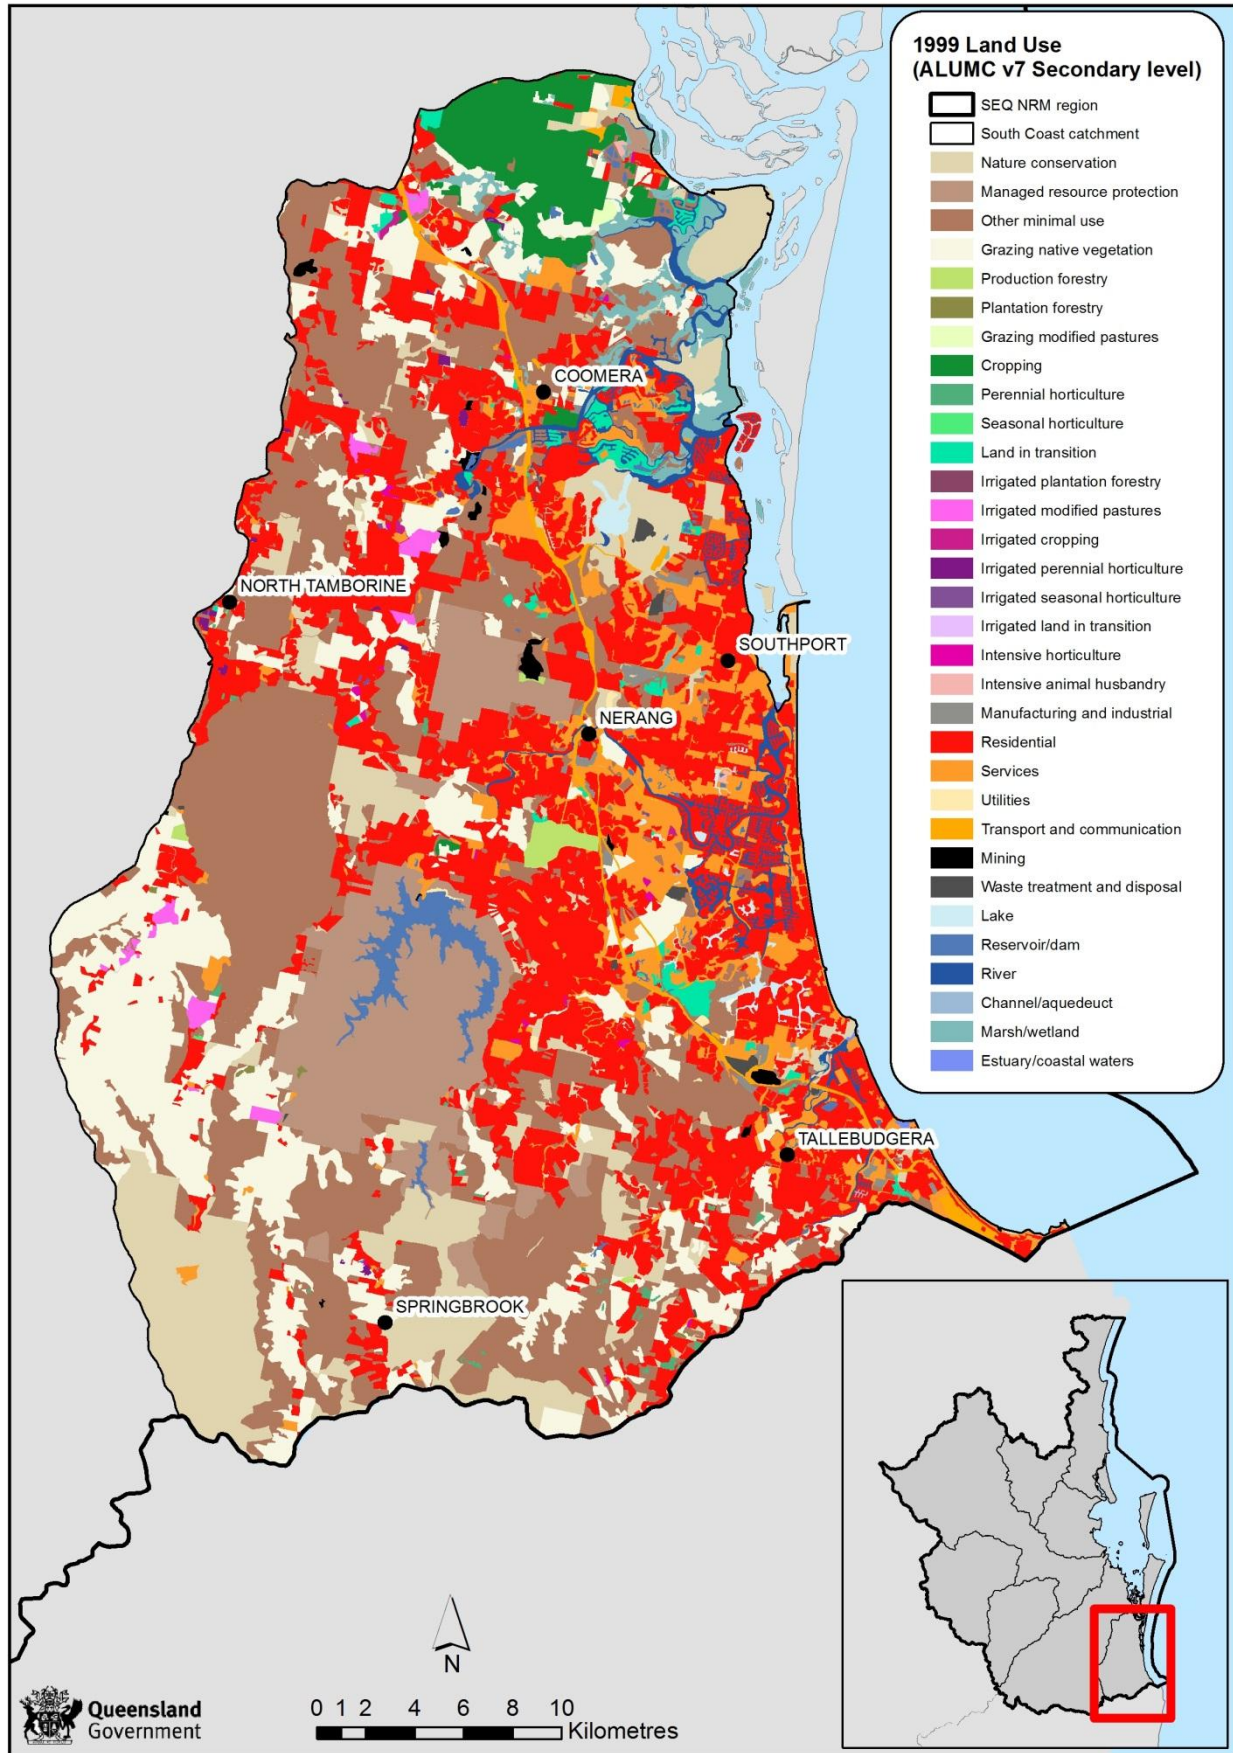 1999 Land Use
(ALUMC v7 Secondary level)
SEQ NRM region
South Coast catchment
Nature conservation
Managed resource protection
Other minimal use
Grazing native vegetation
Production forestry
Plantation forestry
Grazing modified pastures
Cropping
Perennial horticulture
Seasonal horticulture
Land in transition
Irrigated plantation forestry
Irrigated modified pastures
Irrigated cropping
Irrigated perennial horticulture
Irrigated seasonal horticulture
Irrigated land in transition
Intensive horticulture
Intensive animal husbandry
Manufacturing and industrial
Residential
Services
Utilities
Transport and communication
Mining
Waste treatment and disposal
Lake
Reservoir/dam
River
Channel/aquedeuct
Marsh/wetland
Estuary/coastal waters
COOMERA
NORTH TAMBORINE
SOUTHPORT
NERANG
TALLEBUDGERA
SPRINGBROOK
N
Queensland
Government
0 1 2 4 6 8 10
Kilometres